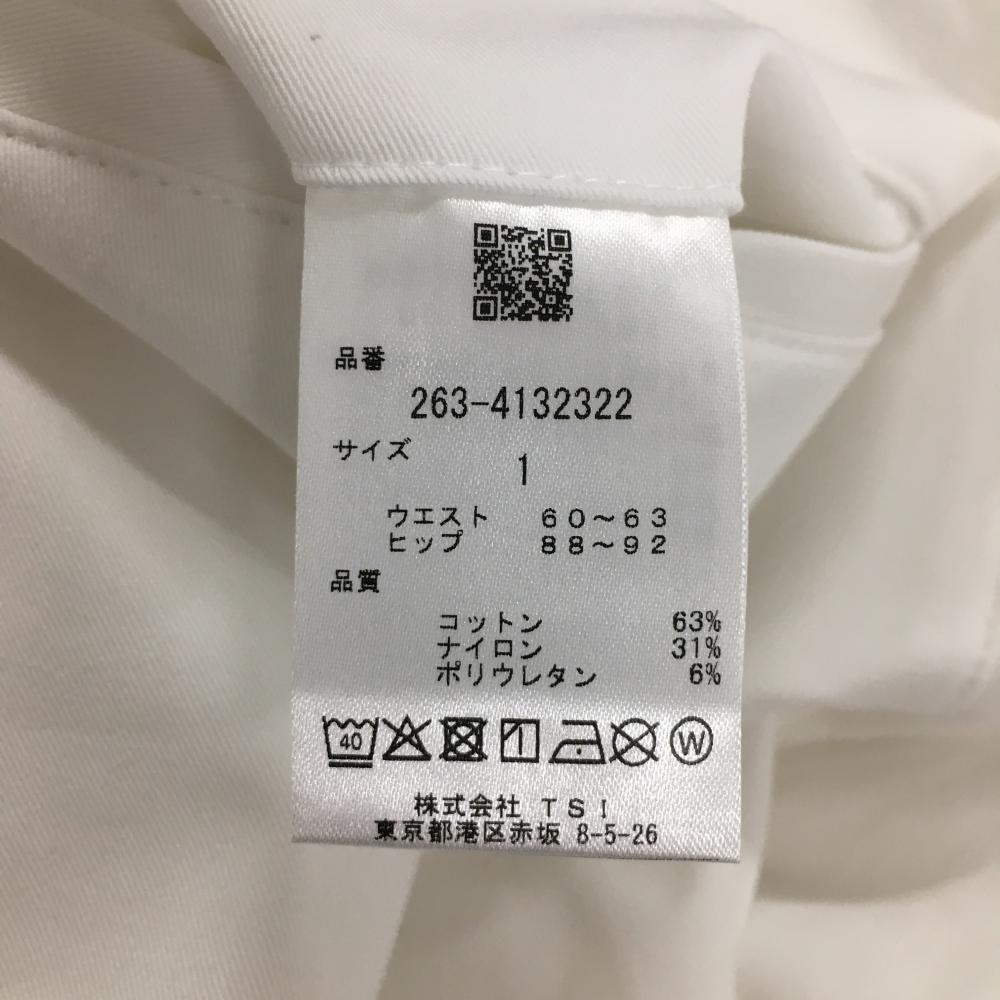 品番
263-4132322
サイズ
1
ウエスト 60～63
ヒップ 88～92
品質
コットン 63%
ナイロン 31%
ポリウレタン 6%
40 W
株式会社 TSI
東京都港区赤坂 8-5-26